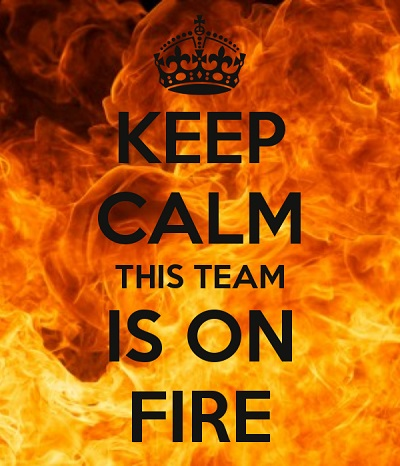 KEEP
CALM
THIS TEAM
IS ON
FIRE